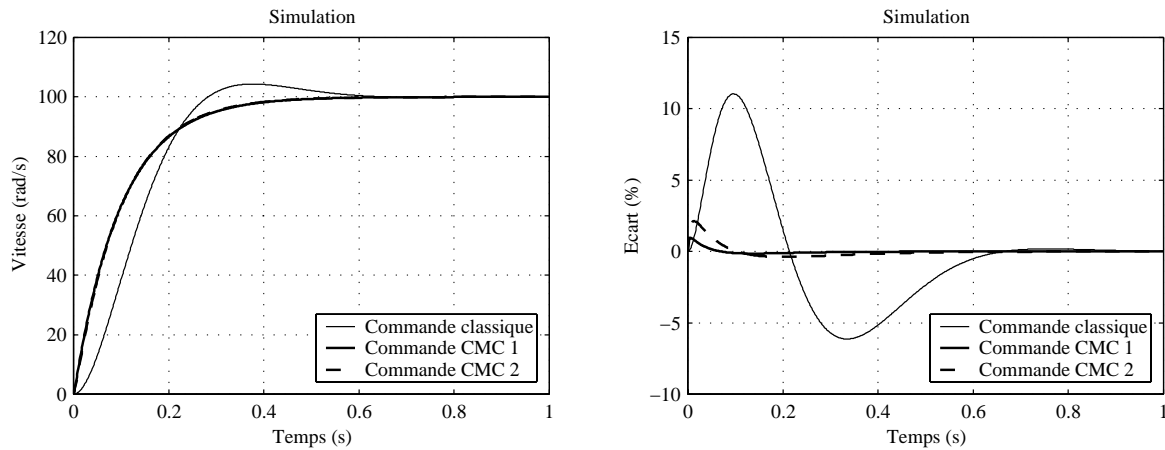 Simulation
120
100
80
60
40
20
0
Vitesse (rad/s)
0
0.2
0.4
0.6
0.8
1
Temps (s)
Commande classique
Commande CMC 1
Commande CMC 2
Simulation
15
10
5
0
−5
−10
Ecart (%)
0
0.2
0.4
0.6
0.8
1
Temps (s)
Commande classique
Commande CMC 1
Commande CMC 2